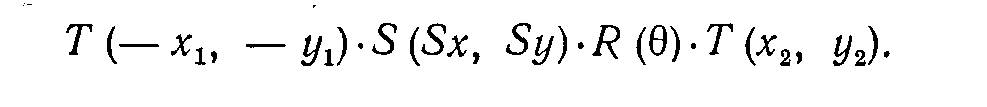 T (— x₁, — y₁)·S (Sx, Sy)·R (θ)·T (x₂, y₂).